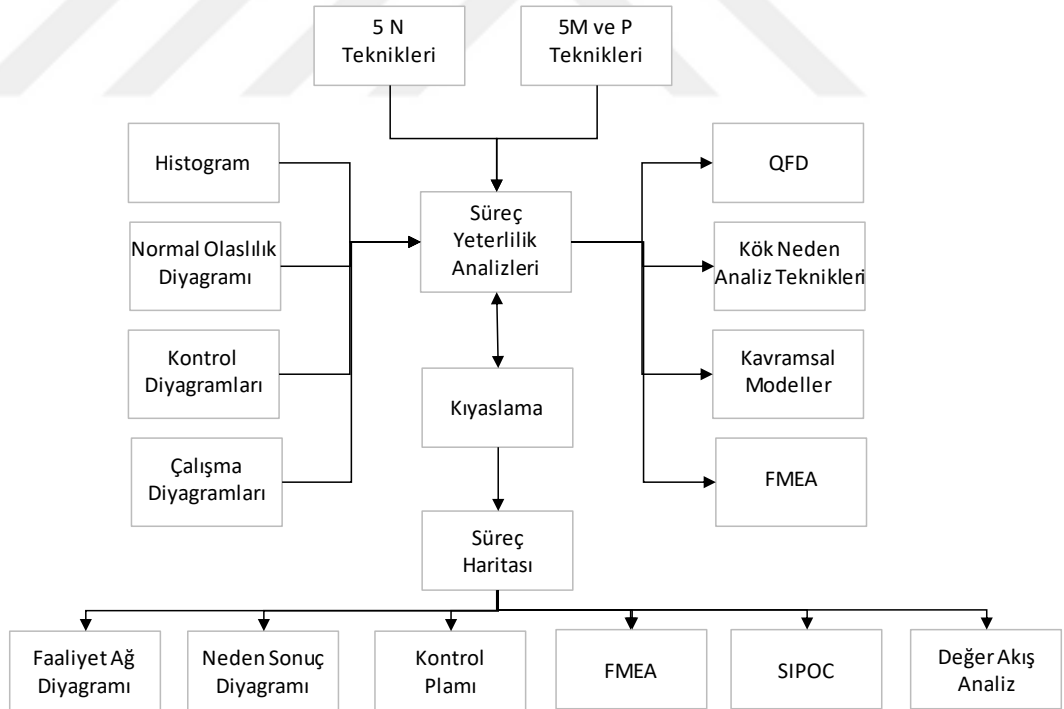 5 N
Teknikleri
5M ve P
Teknikleri
Histogram
QFD
Süreç
Yeterlilik
Analizleri
Normal Olaslılık
Diyagramı
Kök Neden
Analiz Teknikleri
Kontrol
Diyagramları
Kavramsal
Modeller
Kıyaslama
Çalışma
Diyagramları
FMEA
Süreç
Haritası
Faaliyet Ağ
Diyagramı
Neden Sonuç
Diyagramı
Kontrol
Plamı
FMEA
SIPOC
Değer Akış
Analiz